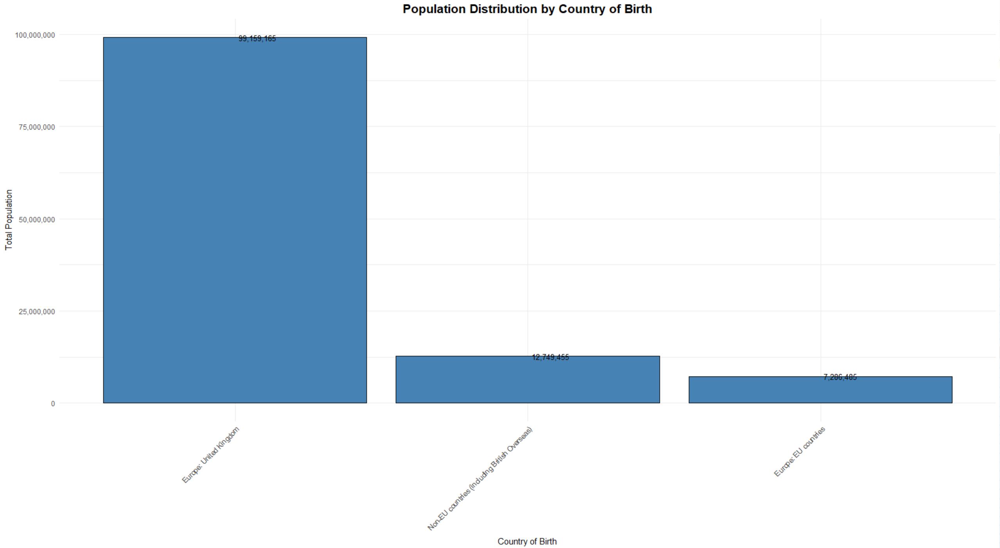 Population Distribution by Country of Birth
Total Population
100,000,000
75,000,000
50,000,000
25,000,000
0
99,159,165
12,749,455
7,286,485
Europe: United Kingdom
Non-EU countries (Including British Overseas)
Europe: EU countries
Country of Birth